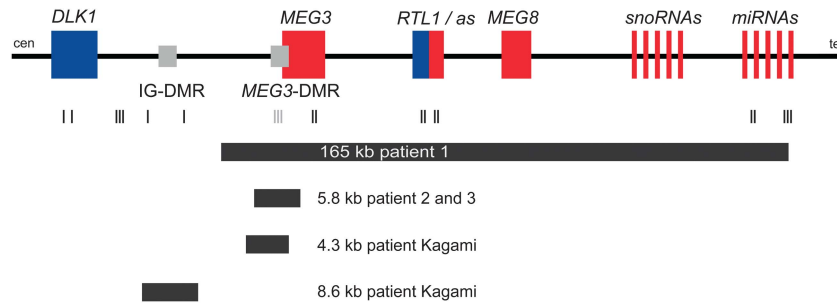 DLK1 MEG3 RTL1 / as MEG8 snoRNAs miRNAs
cen te
IG-DMR MEG3-DMR
165 kb patient 1
5.8 kb patient 2 and 3
4.3 kb patient Kagami
8.6 kb patient Kagami